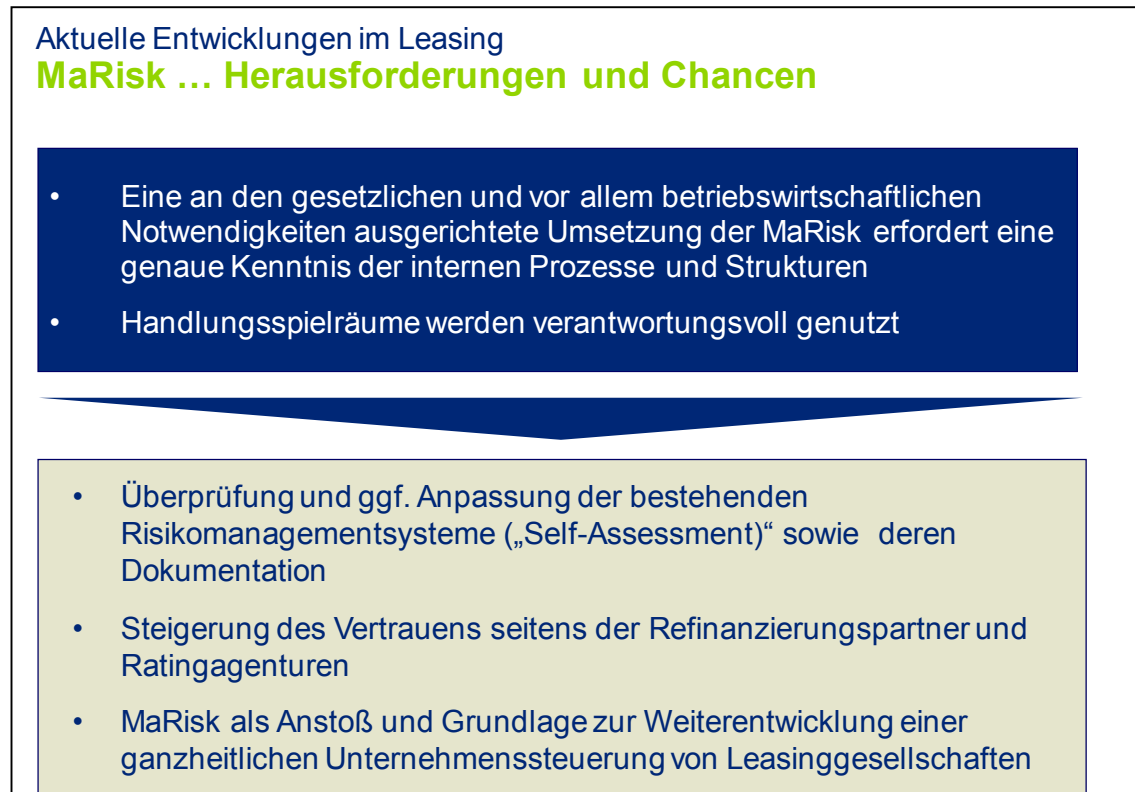 Aktuelle Entwicklungen im Leasing
MaRisk … Herausforderungen und Chancen
• Eine an den gesetzlichen und vor allem betriebswirtschaftlichen
Notwendigkeiten ausgerichtete Umsetzung der MaRisk erfordert eine
genaue Kenntnis der internen Prozesse und Strukturen
• Handlungsspielräume werden verantwortungsvoll genutzt
• Überprüfung und ggf. Anpassung der bestehenden
Risikomanagementsysteme („Self-Assessment)“ sowie deren
Dokumentation
• Steigerung des Vertrauens seitens der Refinanzierungspartner und
Ratingagenturen
• MaRisk als Anstoß und Grundlage zur Weiterentwicklung einer
ganzheitlichen Unternehmenssteuerung von Leasinggesellschaften